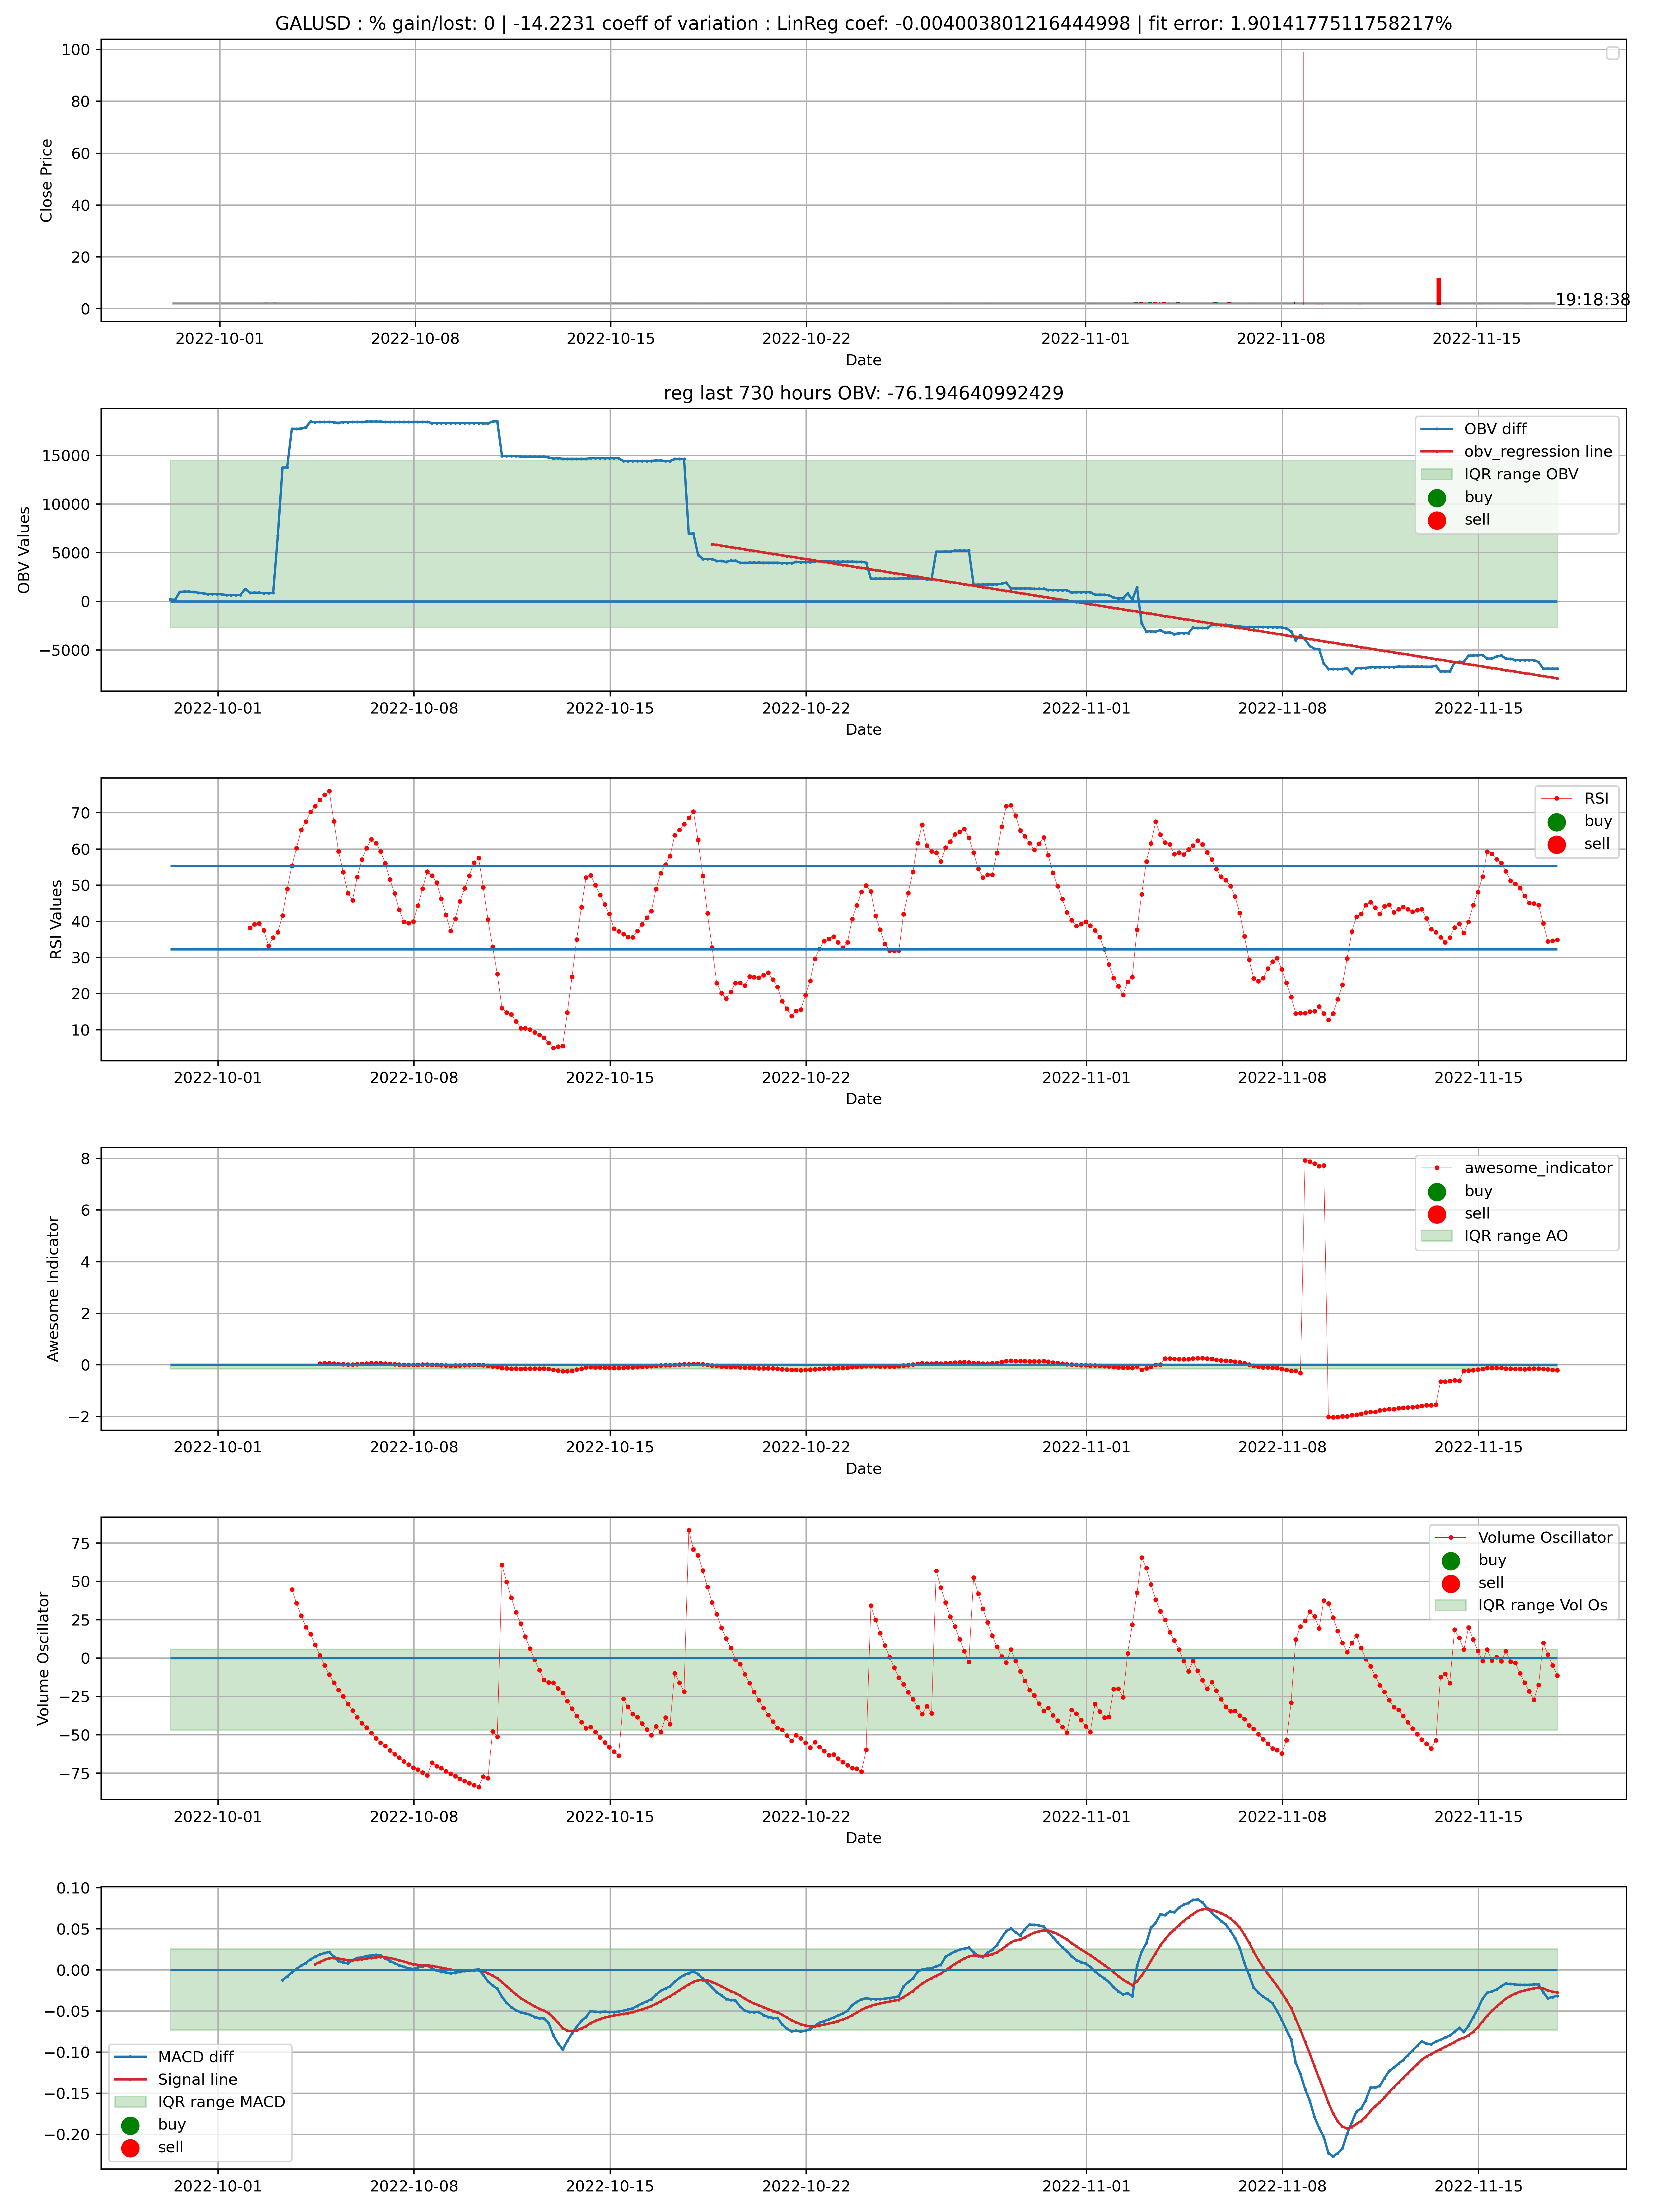 GALUSD : % gain/lost: 0 | -14.2231 coeff of variation : LinReg coef: -0.004003801216444998 | fit error: 1.9014177511758217%
100
80
60
40
20
0
Close Price
19:18:38
2022-10-01 2022-10-08 2022-10-15 2022-10-22 2022-11-01 2022-11-08 2022-11-15
Date
reg last 730 hours OBV: -76.194640992429
15000
10000
5000
0
−5000
OBV Values
OBV diff
obv_regression line
IQR range OBV
buy
sell
2022-10-01 2022-10-08 2022-10-15 2022-10-22 2022-11-01 2022-11-08 2022-11-15
Date
70
60
50
40
30
20
10
RSI Values
RSI
buy
sell
2022-10-01 2022-10-08 2022-10-15 2022-10-22 2022-11-01 2022-11-08 2022-11-15
Date
8
6
4
2
0
−2
Awesome Indicator
awesome_indicator
buy
sell
IQR range AO
2022-10-01 2022-10-08 2022-10-15 2022-10-22 2022-11-01 2022-11-08 2022-11-15
Date
75
50
25
0
−25
−50
−75
Volume Oscillator
Volume Oscillator
buy
sell
IQR range Vol Os
2022-10-01 2022-10-08 2022-10-15 2022-10-22 2022-11-01 2022-11-08 2022-11-15
Date
0.10
0.05
0.00
−0.05
−0.10
−0.15
−0.20
MACD diff
Signal line
IQR range MACD
buy
sell
2022-10-01 2022-10-08 2022-10-15 2022-10-22 2022-11-01 2022-11-08 2022-11-15